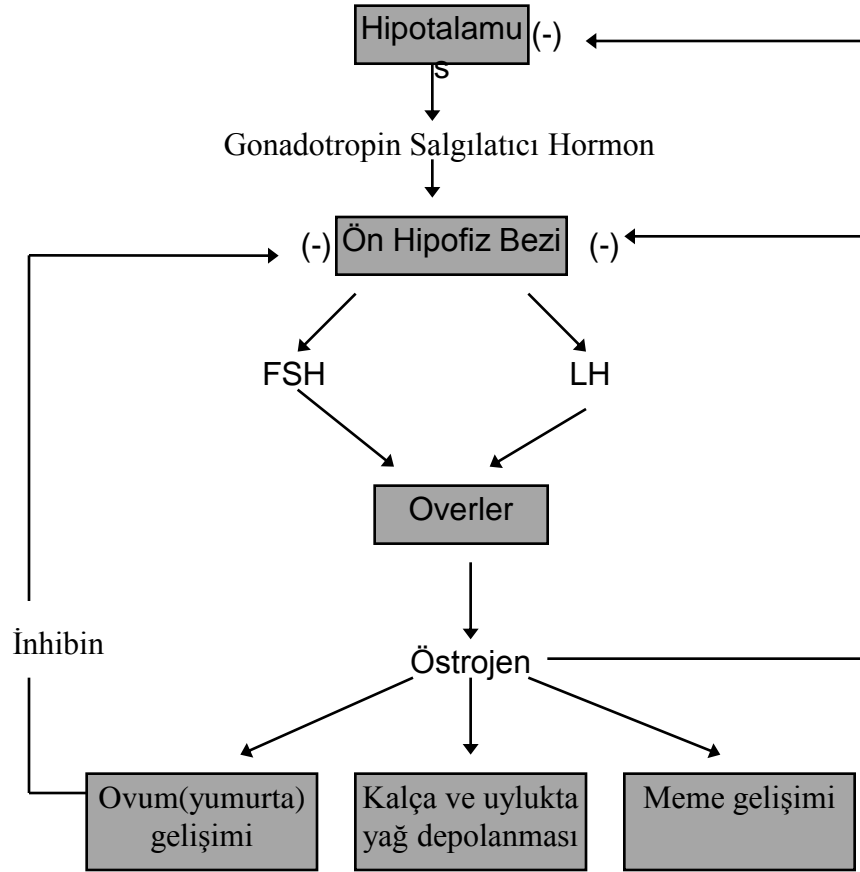 Hipotalamu
s
(-)
Gonadotropin Salgılatıcı Hormon
(-)
Ön Hipofiz Bezi
(-)
FSH
LH
Overler
İnhibin
Östrojen
Ovum(yumurta)
gelişimi
Kalça ve uylukta
yağ depolanması
Meme gelişimi